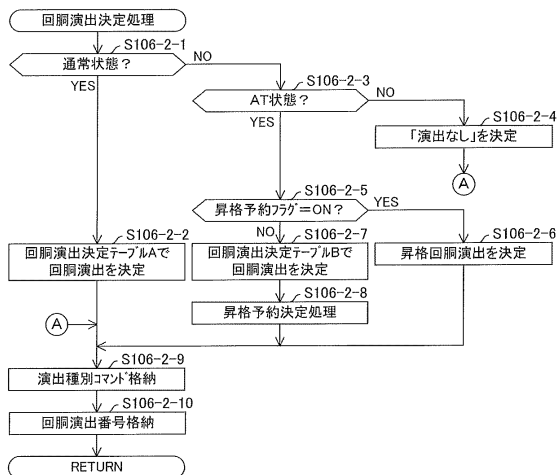 回胴演出決定処理
S106-2-1
通常状態？
NO
YES
S106-2-3
AT状態？
NO
YES
S106-2-4
「演出なし」を決定
A
S106-2-5
昇格予約フラグ＝ON？
YES
NO
S106-2-2
回胴演出決定テーブルAで
回胴演出を決定
S106-2-7
回胴演出決定テーブルBで
回胴演出を決定
S106-2-6
昇格回胴演出を決定
S106-2-8
昇格予約決定処理
A
S106-2-9
演出種別コマンド格納
S106-2-10
回胴演出番号格納
RETURN